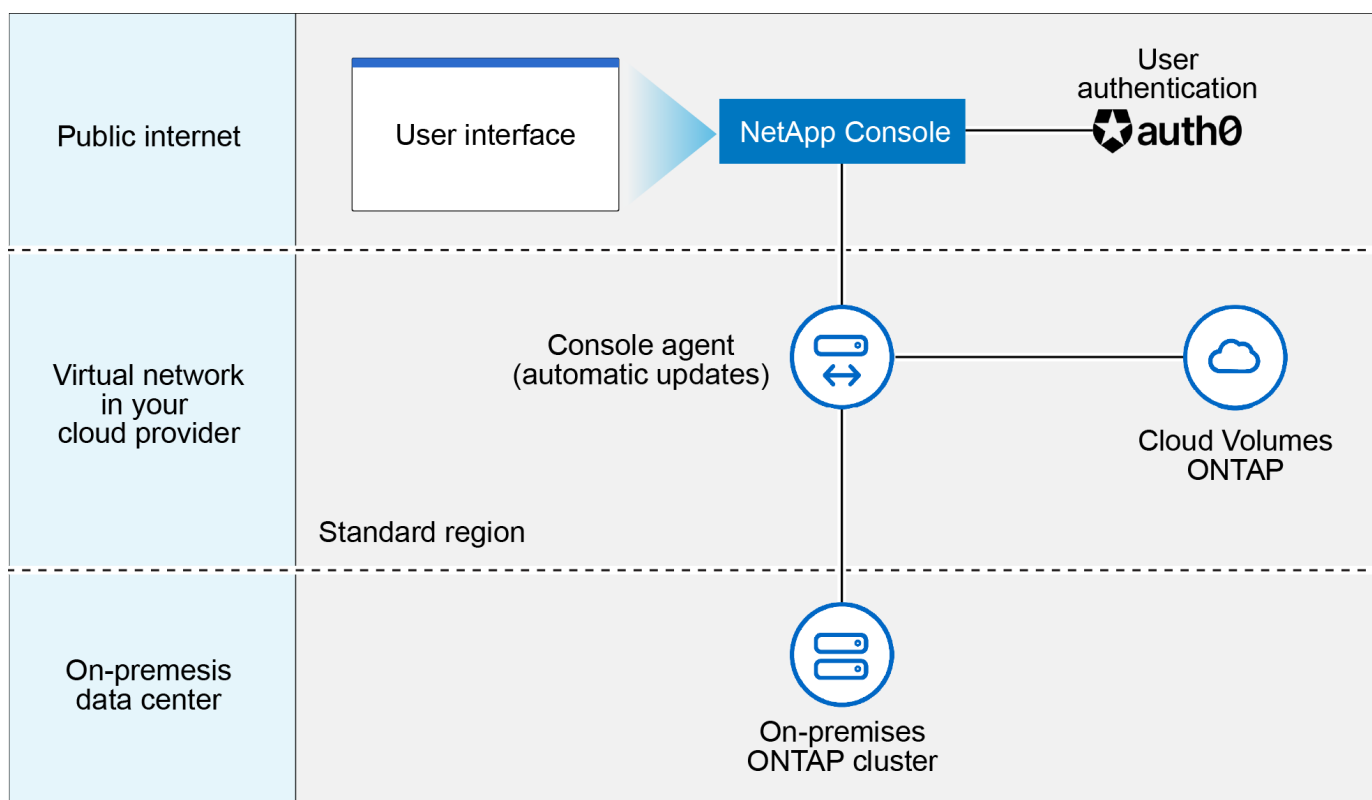 Public internet
User interface
NetApp Console
User
authentication
auth0
Virtual network
in your
cloud provider
Console agent
(automatic updates)
Cloud Volumes
ONTAP
Standard region
On-premesis
data center
On-premises
ONTAP cluster